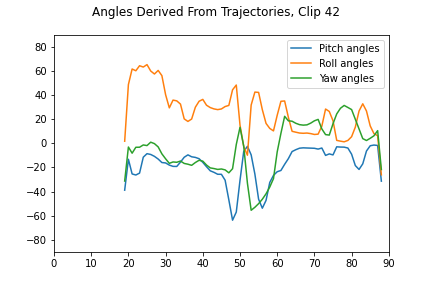 Angles Derived From Trajectories, Clip 42
Pitch angles
Roll angles
Yaw angles
80
60
40
20
0
−20
−40
−60
−80
0 10 20 30 40 50 60 70 80 90